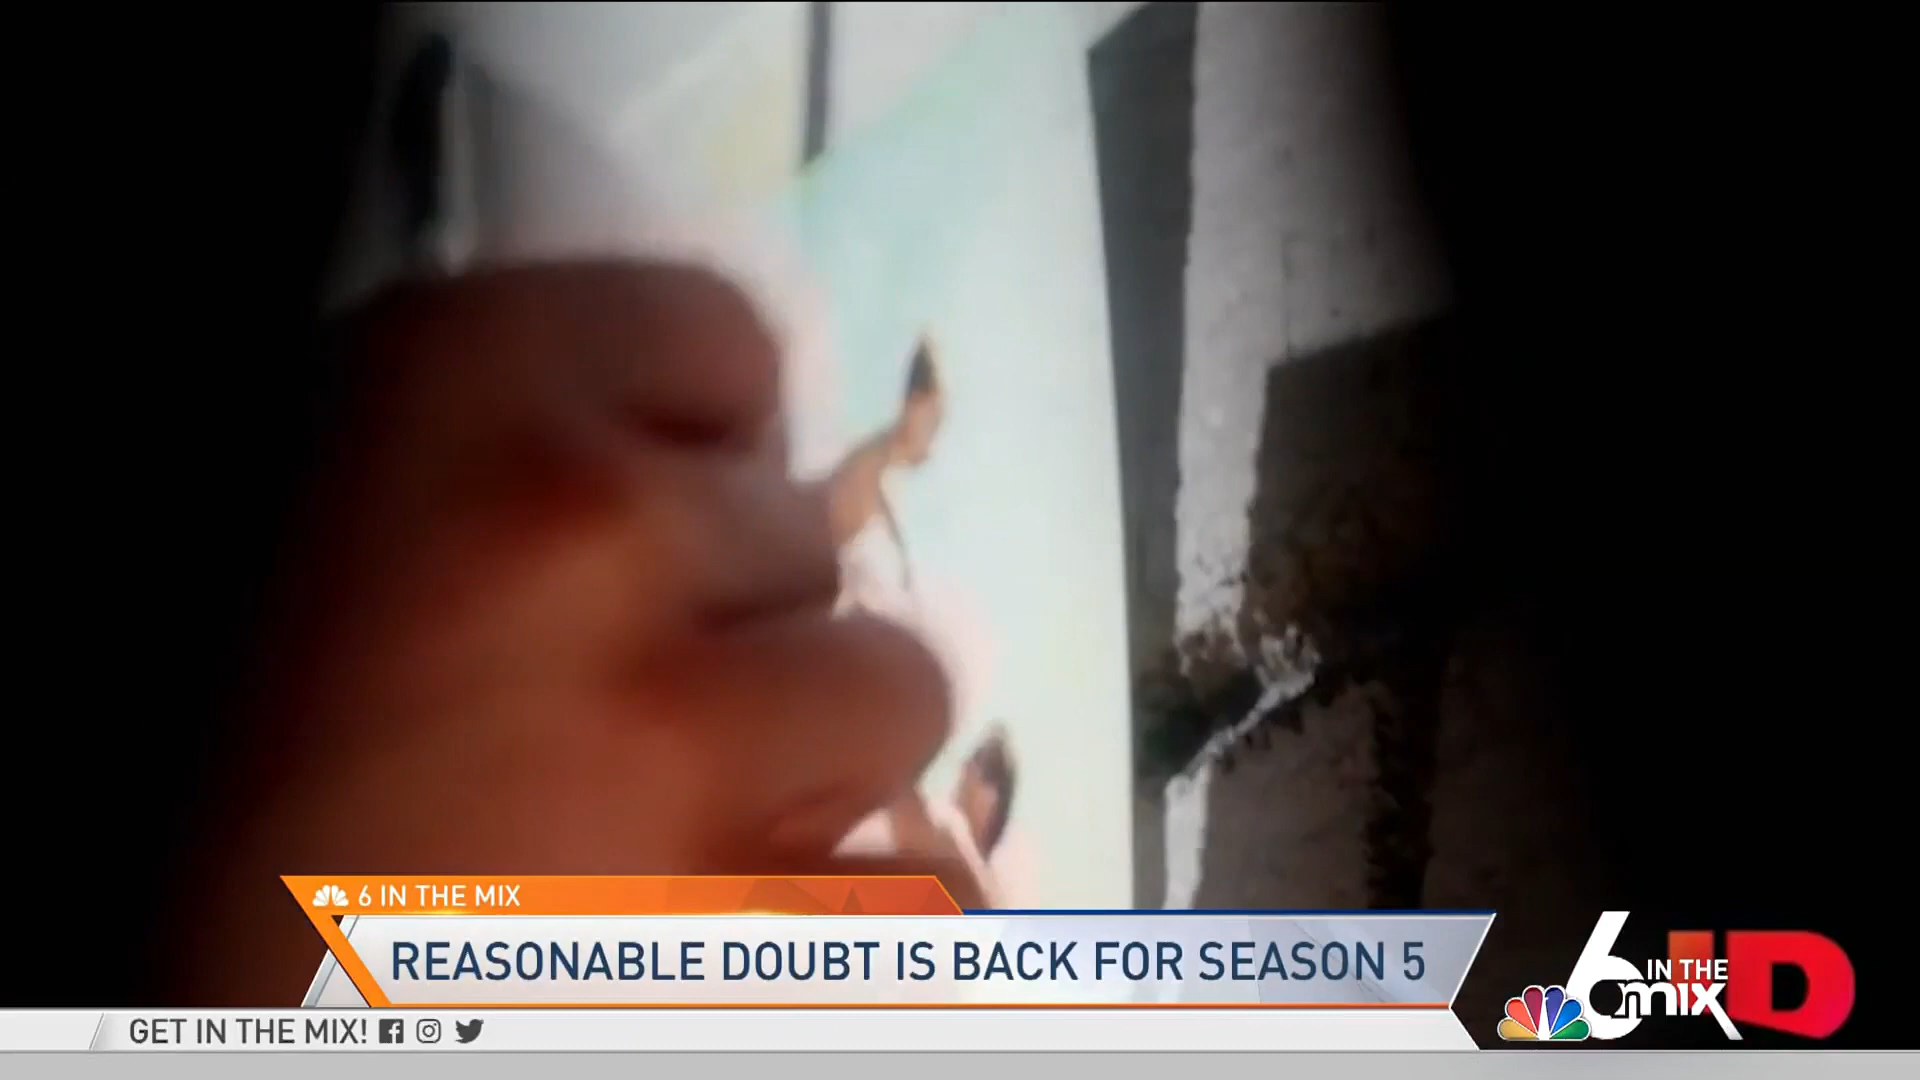 6 IN THE MIX
REASONABLE DOUBT IS BACK FOR SEASON 5
6 IN THE mix
ID
GET IN THE MIX!